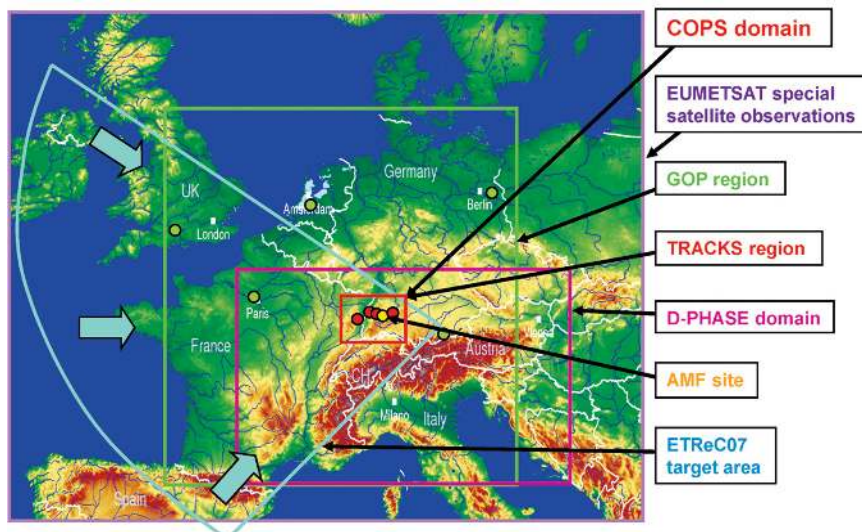 COPS domain
EUMETSAT special
satellite observations
GOP region
TRACKS region
D-PHASE domain
AMF site
ETReC07
target area
UK
London
Amsterdam
Germany
Berlin
Paris
France
CH
Vienna
Austria
Milano
Italy
Spain